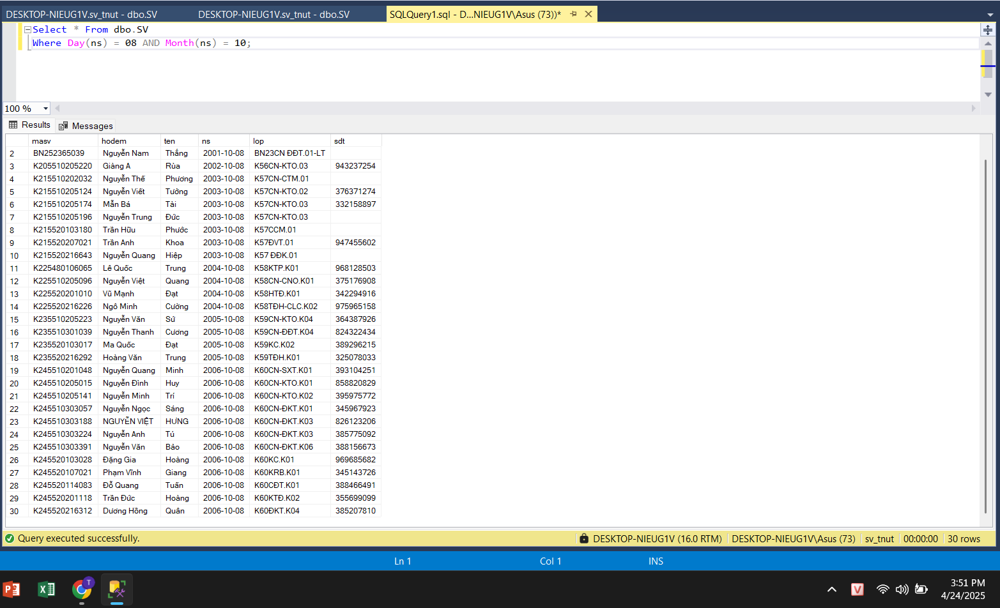 DESKTOP-NIEUG1V.sv_tnut - dbo.SV DESKTOP-NIEUG1V.sv_tnut - dbo.SV SQLQuery1.sql - D...NIEUG1V\Asus (73))*
Select * From dbo.SV
Where Day(ns) = 08 AND Month(ns) = 10;
100 %
Results Messages
masv hodem ten ns lop sdt
2 BN252365039 Nguyễn Nam Thắng 2001-10-08 BN23CN ĐĐT.01-LT
3 K205510205220 Giàng A Rùa 2002-10-08 K56CN-KTO.03 943237254
4 K215510202032 Nguyễn Thế Phương 2003-10-08 K57CN-CTM.01
5 K215510205124 Nguyễn Viết Tưởng 2003-10-08 K57CN-KTO.02 376371274
6 K215510205174 Mẫn Bá Tài 2003-10-08 K57CN-KTO.03 332158897
7 K215510205196 Nguyễn Trung Đức 2003-10-08 K57CN-KTO.03
8 K215520103180 Trần Hữu Phước 2003-10-08 K57CCM.01
9 K215520207021 Trần Anh Khoa 2003-10-08 K57ĐVT.01 947455602
10 K215520216643 Nguyễn Quang Hiệp 2003-10-08 K57 ĐĐK.01
11 K225480106065 Lê Quốc Trung 2004-10-08 K58KTP.K01 968128503
12 K225510205096 Nguyễn Việt Quang 2004-10-08 K58CN-CNO.K01 375176908
13 K225520201010 Vũ Mạnh Đạt 2004-10-08 K58HTĐ.K01 342294916
14 K225520216226 Ngô Minh Cường 2004-10-08 K58TĐH-CLC.K02 975965158
15 K235510205223 Nguyễn Văn Sứ 2005-10-08 K59CN-KTO.K04 364387926
16 K235510301039 Nguyễn Thanh Cương 2005-10-08 K59CN-ĐĐT.K04 824322434
17 K235520103017 Ma Quốc Đạt 2005-10-08 K59KC.K02 389296215
18 K235520216292 Hoàng Văn Trung 2005-10-08 K59TĐH.K01 325078033
19 K245510201048 Nguyễn Quang Minh 2006-10-08 K60CN-SXT.K01 393104251
20 K245510205015 Nguyễn Đình Huy 2006-10-08 K60CN-KTO.K01 858820829
21 K245510205141 Nguyễn Minh Trí 2006-10-08 K60CN-KTO.K02 395975772
22 K245510303057 Nguyễn Ngọc Sáng 2006-10-08 K60CN-ĐKT.K01 345967923
23 K245510303188 NGUYỄN VIỆT HƯNG 2006-10-08 K60CN-ĐKT.K03 826123206
24 K245510303224 Nguyễn Anh Tú 2006-10-08 K60CN-ĐKT.K03 385775092
25 K245510303391 Nguyễn Văn Bảo 2006-10-08 K60CN-ĐKT.K06 388156673
26 K245520103028 Đặng Gia Hoàng 2006-10-08 K60KC.K01 969685682
27 K245520107021 Phạm Vĩnh Giang 2006-10-08 K60KRB.K01 345143726
28 K245520114083 Đỗ Quang Tuấn 2006-10-08 K60CĐT.K01 388466491
29 K245520201118 Trần Đức Hoàng 2006-10-08 K60KTĐ.K02 355699099
30 K245520216312 Dương Hồng Quân 2006-10-08 K60ĐKT.K04 385207810
Query executed successfully. DESKTOP-NIEUG1V (16.0 RTM) DESKTOP-NIEUG1V\Asus (73) sv_tnut 00:00:00 30 rows
Ln 1 Col 1 INS
P X T V 3:51 PM
4/24/2025